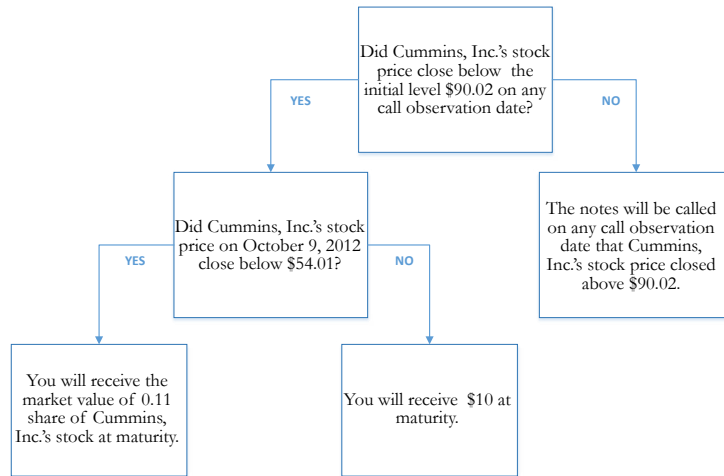 Did Cummins, Inc.'s stock
price close below the
initial level $90.02 on any
call observation date?
YES
NO
Did Cummins, Inc.'s stock
price on October 9, 2012
close below $54.01?
The notes will be called
on any call observation
date that Cummins,
Inc.'s stock price closed
above $90.02.
YES
NO
You will receive the
market value of 0.11
share of Cummins,
Inc.'s stock at maturity.
You will receive $10 at
maturity.